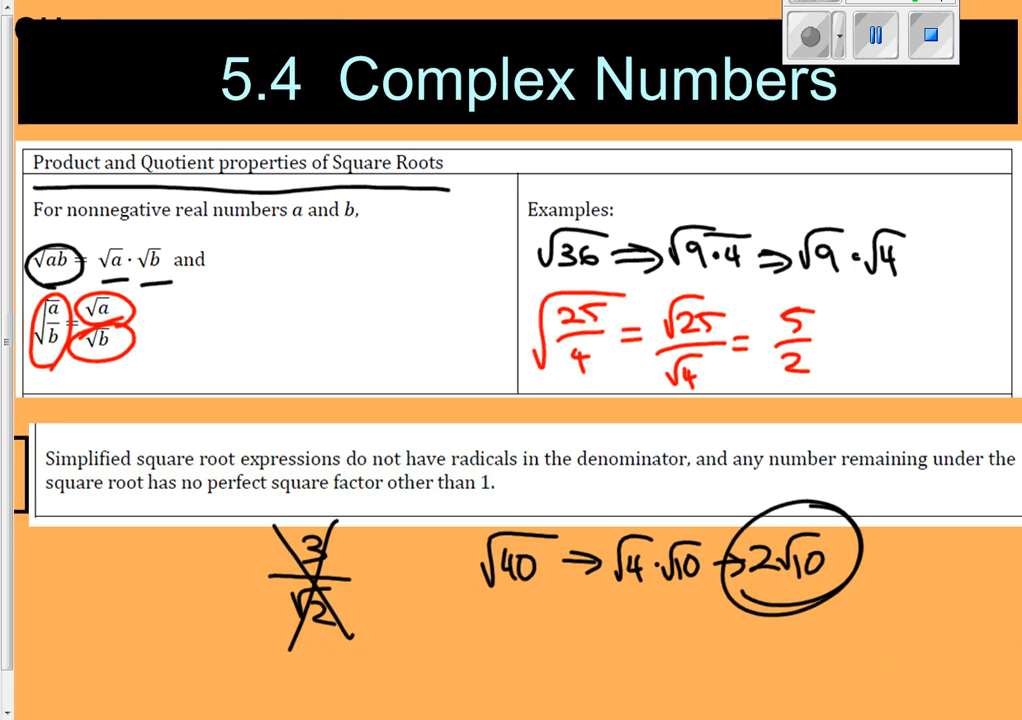 5.4 Complex Numbers
Product and Quotient properties of Square Roots
For nonnegative real numbers a and b,
√ab = √a · √b and
√(a/b) = √a/√b
Examples:
√36 ⇒ √9·4 ⇒ √9 · √4
√(25/4) = √25/√4 = 5/2
Simplified square root expressions do not have radicals in the denominator, and any number remaining under the
square root has no perfect square factor other than 1.
3/√2
√40 ⇒ √4 · √10 → 2√10